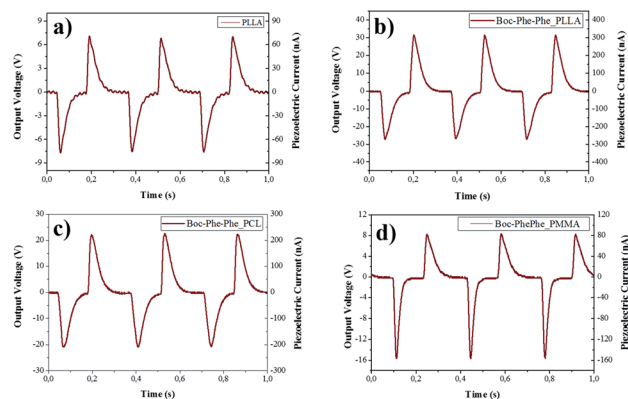 a)
PLLA
Output Voltage (V)
9
6
3
0
-3
-6
-9
Piezoelectric Current (nA)
90
60
30
0
-30
-60
-90
0,0 0,2 0,4 0,6 0,8 1,0
Time (s)
b)
Boc-Phe-Phe_PLLA
Output Voltage (V)
40
30
20
10
0
-10
-20
-30
-40
Piezoelectric Current (nA)
400
300
200
100
0
-100
-200
-300
-400
0,0 0,2 0,4 0,6 0,8 1,0
Time (s)
c)
Boc-Phe-Phe_PCL
Output Voltage (V)
30
20
10
0
-10
-20
-30
Piezoelectric Current (nA)
300
200
100
0
-100
-200
-300
0,0 0,2 0,4 0,6 0,8 1,0
Time (s)
d)
Boc-PhePhe_PMMA
Output Voltage (V)
12
8
4
0
-4
-8
-12
-16
Piezoelectric Current (nA)
120
80
40
0
-40
-80
-120
-160
0,0 0,2 0,4 0,6 0,8 1,0
Time (s)